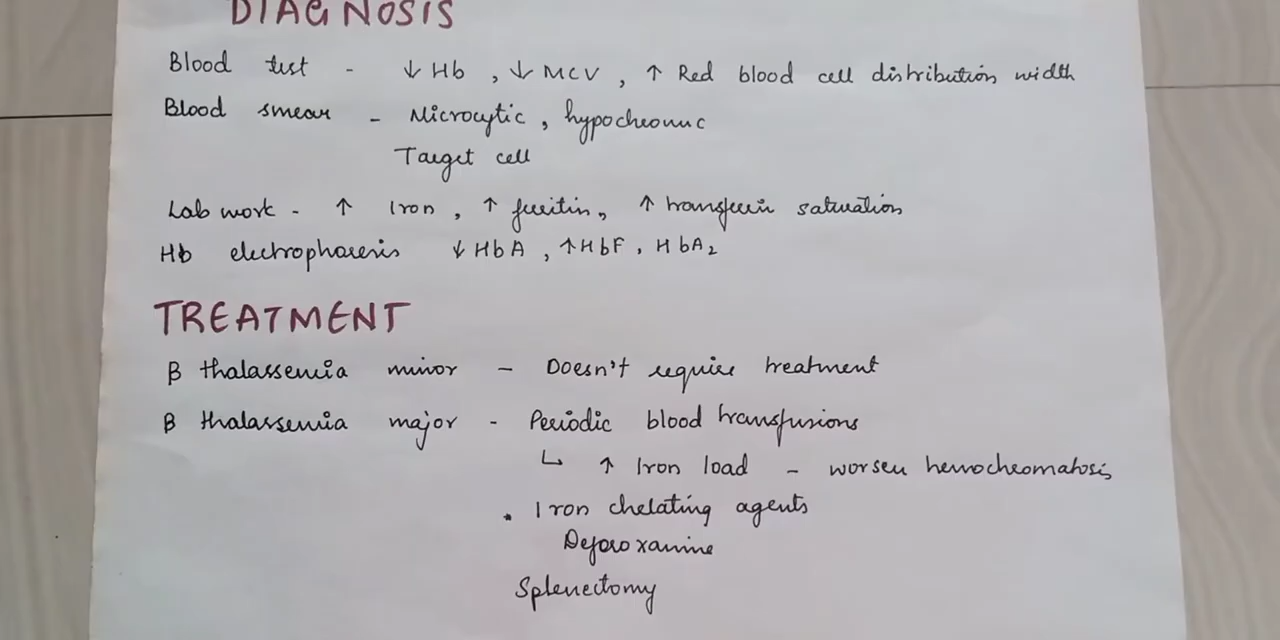 DIAGNOSIS
Blood test - ↓ Hb , ↓ MCV , ↑ Red blood cell distribution width
Blood smear - Microcytic , hypochromic
Target cell
Lab work - ↑ Iron , ↑ ferritin, ↑ transferrin saturation
Hb electrophoresis ↓ HbA , ↑ HbF , HbA₂
TREATMENT
β thalassemia minor - Doesn't require treatment
β thalassemia major - Periodic blood transfusions
↳ ↑ Iron load - worsen hemochromatosis
• Iron chelating agents
Deferoxamine
Splenectomy